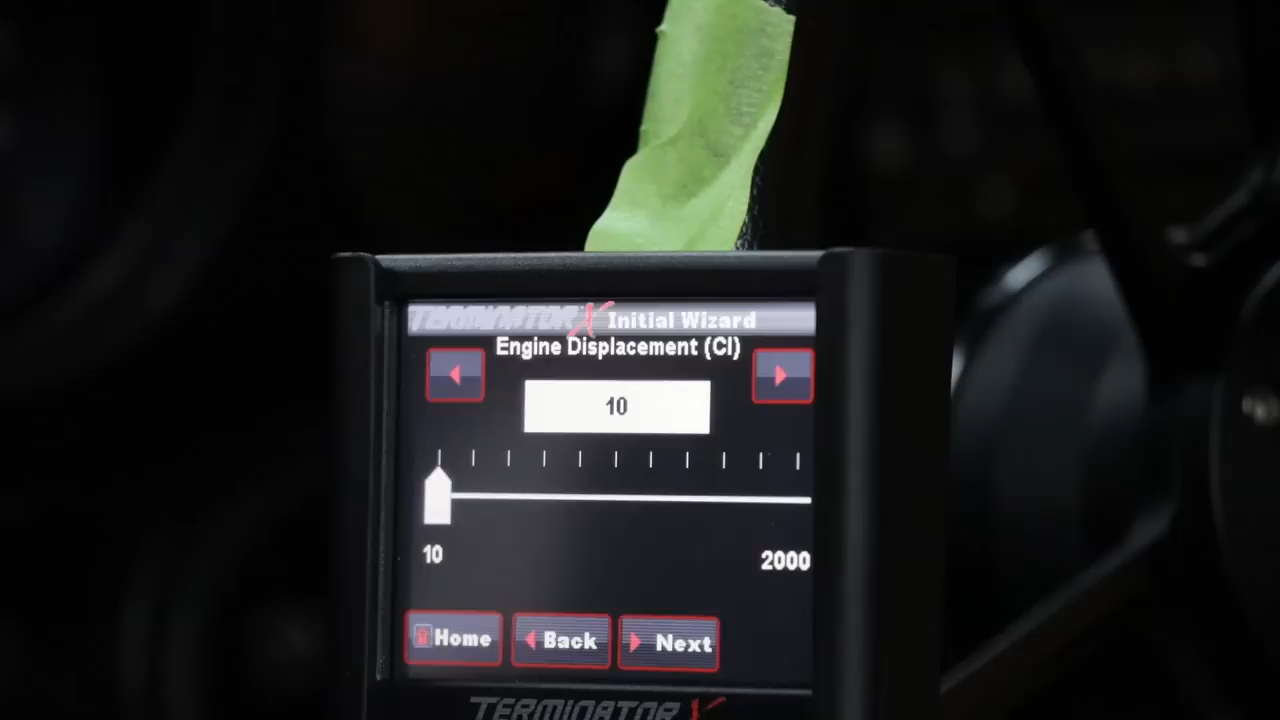 TERMINATOR X Initial Wizard
Engine Displacement (CI)
10
10 2000
Home Back Next
TERMINATOR X